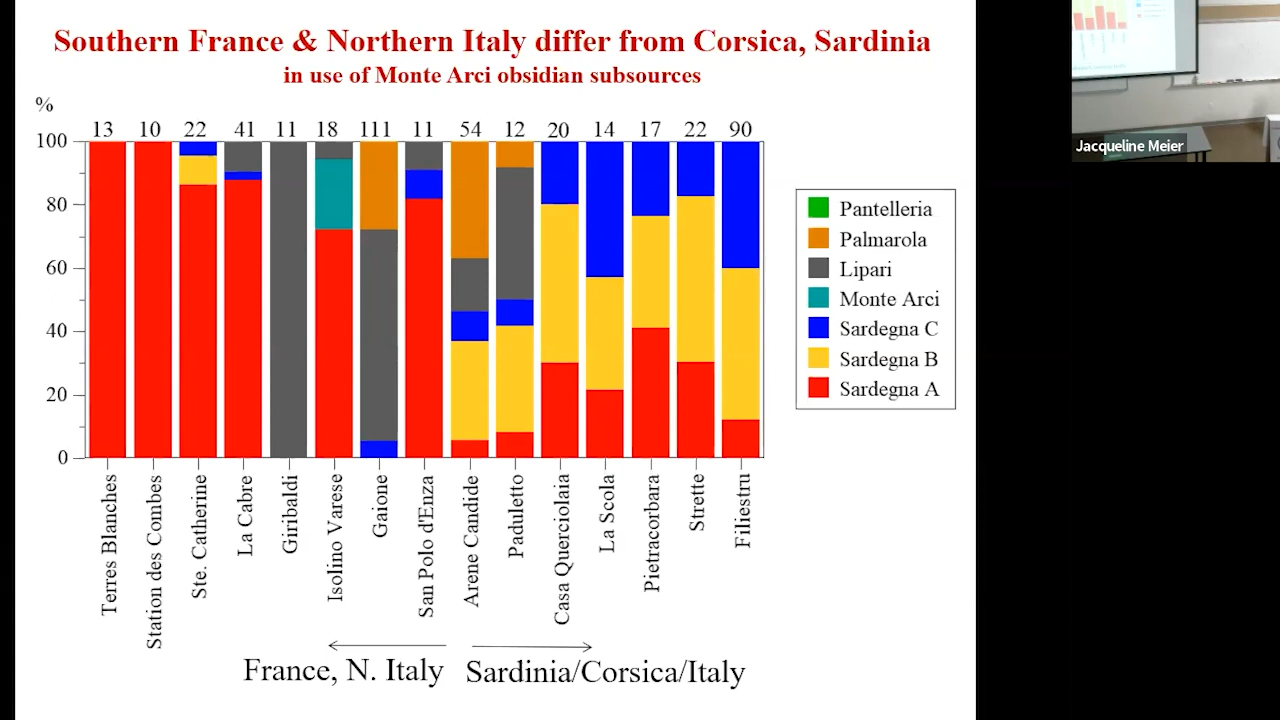 Southern France & Northern Italy differ from Corsica, Sardinia
in use of Monte Arci obsidian subsources
%
13 10 22 41 11 18 111 11 54 12 20 14 17 22 90
100
80
60
40
20
0
Pantelleria
Palmarola
Lipari
Monte Arci
Sardegna C
Sardegna B
Sardegna A
Terres Blanches
Station des Combes
Ste. Catherine
La Cabre
Giribaldi
Isolino Varese
Gaione
San Polo d'Enza
Arene Candide
Paduletto
Casa Querciolaia
La Scola
Pietracorbara
Strette
Filiestru
France, N. Italy
Sardinia/Corsica/Italy
Jacqueline Meier